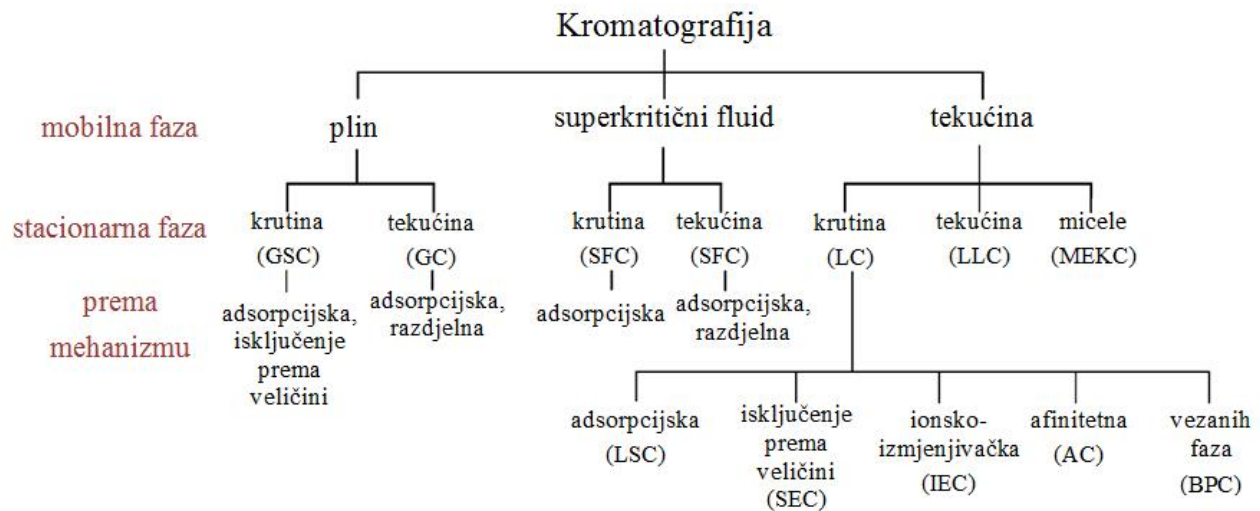 Kromatografija
mobilna faza
plin
superkritični fluid
tekućina
stacionarna faza
krutina
(GSC)
tekućina
(GC)
krutina
(SFC)
tekućina
(SFC)
krutina
(LC)
tekućina
(LLC)
micele
(MEKC)
prema
mehanizmu
adsorpcijska,
isključenje
prema
veličini
adsorpcijska,
razdjelna
adsorpcijska
adsorpcijska,
razdjelna
adsorpcijska
(LSC)
isključenje
prema
veličini
(SEC)
ionsko-
izmjenjivačka
(IEC)
afinitetna
(AC)
vezanih
faza
(BPC)